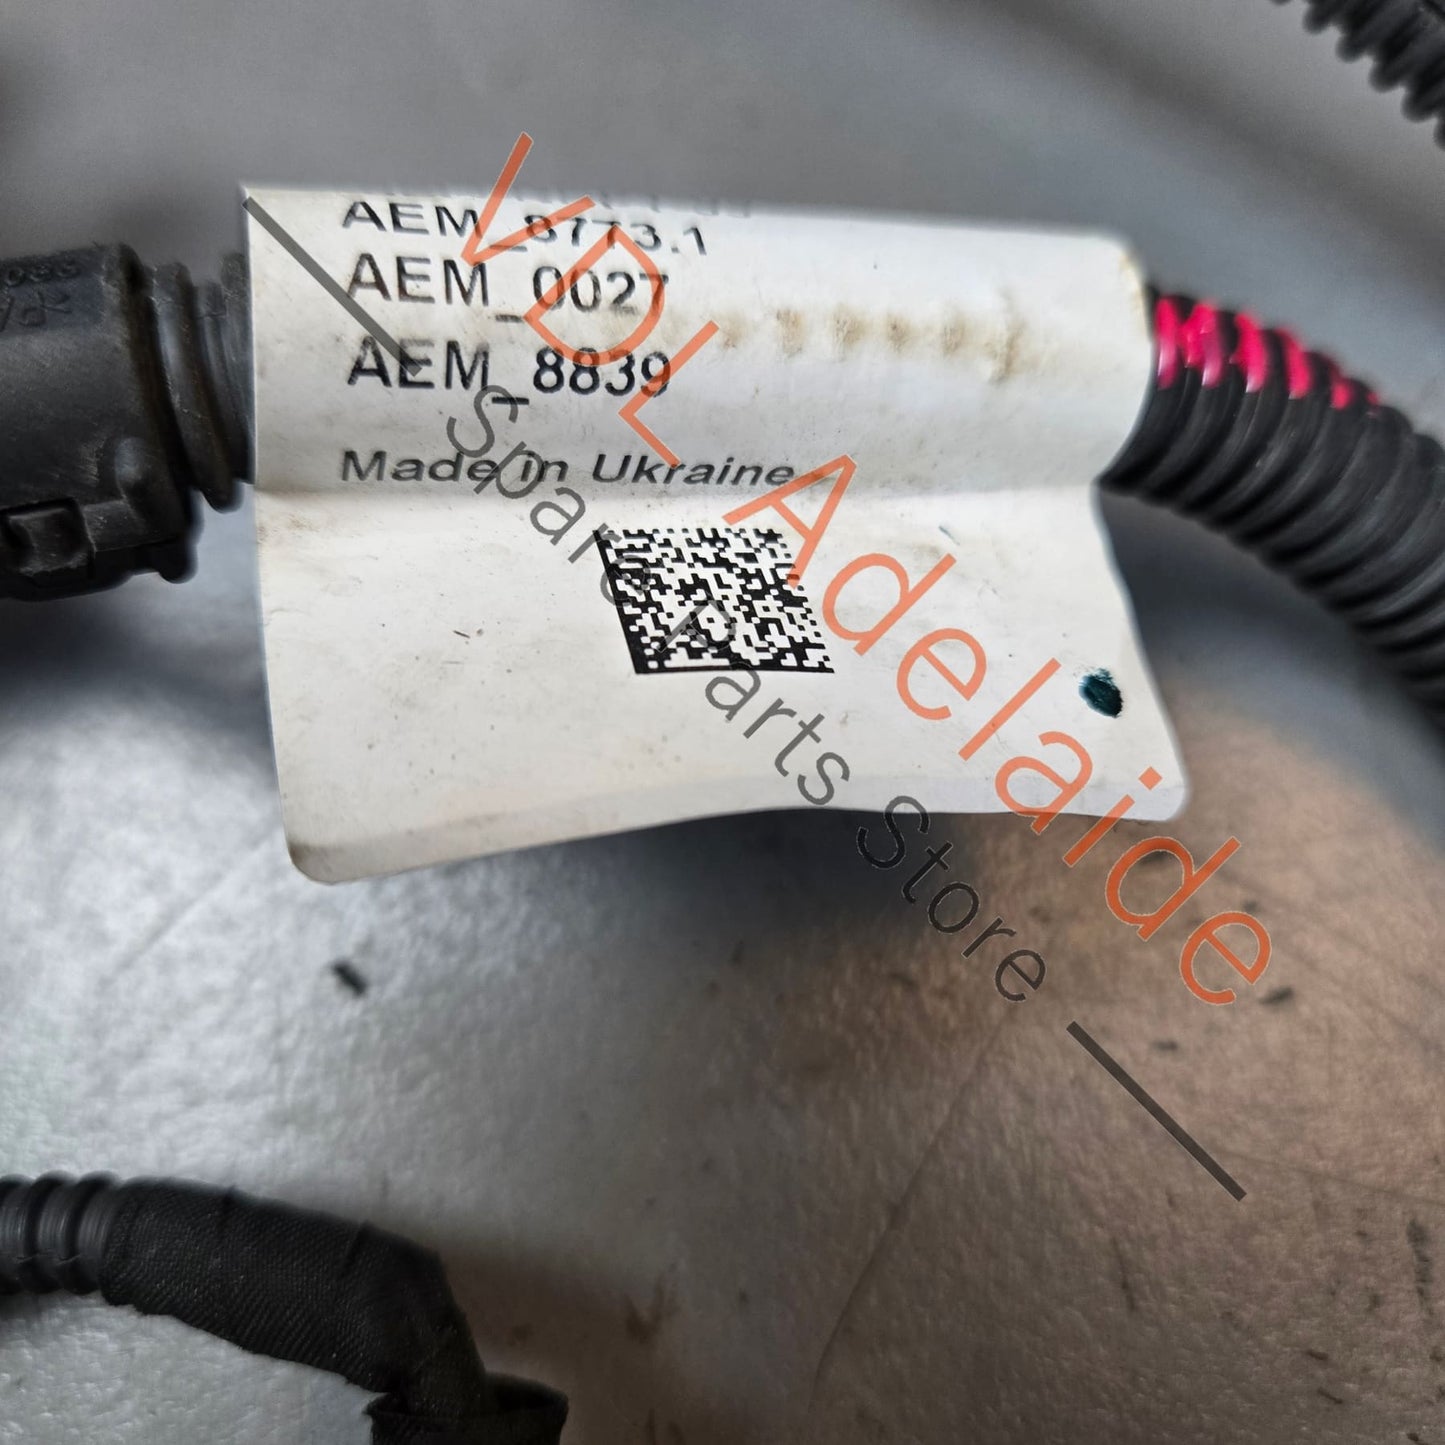 AEM_8773.1
AEM_0027
AEM_8839
Made in Ukraine
VDL Adelaide
Spare Parts Store